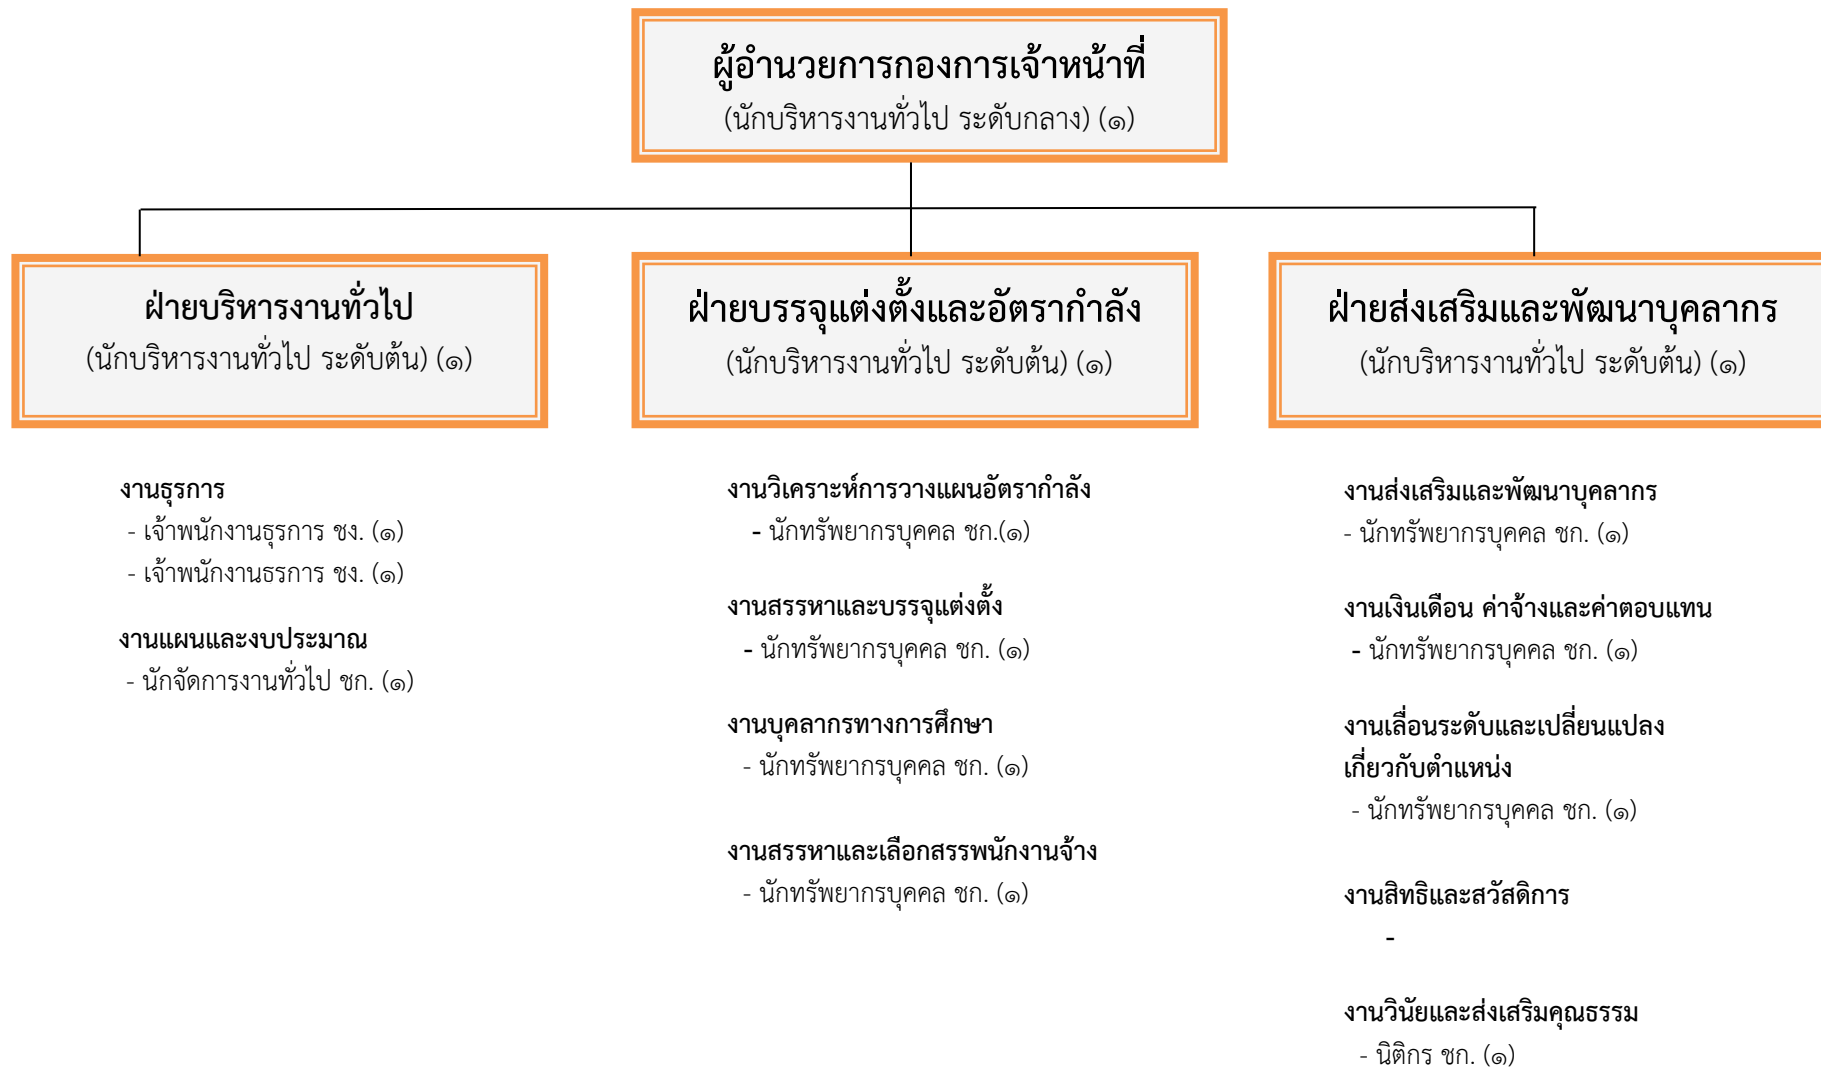 ผู้อำนวยการกองการเจ้าหน้าที่
(นักบริหารงานทั่วไป ระดับกลาง) (๑)
ฝ่ายบริหารงานทั่วไป
(นักบริหารงานทั่วไป ระดับต้น) (๑)
ฝ่ายบรรจุแต่งตั้งและอัตรากำลัง
(นักบริหารงานทั่วไป ระดับต้น) (๑)
ฝ่ายส่งเสริมและพัฒนาบุคลากร
(นักบริหารงานทั่วไป ระดับต้น) (๑)
งานธุรการ
- เจ้าพนักงานธุรการ ชง. (๑)
- เจ้าพนักงานธรการ ชง. (๑)
งานแผนและงบประมาณ
- นักจัดการงานทั่วไป ชก. (๑)
งานวิเคราะห์การวางแผนอัตรากำลัง
- นักทรัพยากรบุคคล ชก.(๑)
งานสรรหาและบรรจุแต่งตั้ง
- นักทรัพยากรบุคคล ชก. (๑)
งานบุคลากรทางการศึกษา
- นักทรัพยากรบุคคล ชก. (๑)
งานสรรหาและเลือกสรรพนักงานจ้าง
- นักทรัพยากรบุคคล ชก. (๑)
งานส่งเสริมและพัฒนาบุคลากร
- นักทรัพยากรบุคคล ชก. (๑)
งานเงินเดือน ค่าจ้างและค่าตอบแทน
- นักทรัพยากรบุคคล ชก. (๑)
งานเลื่อนระดับและเปลี่ยนแปลง
เกี่ยวกับตำแหน่ง
- นักทรัพยากรบุคคล ชก. (๑)
งานสิทธิและสวัสดิการ
-
งานวินัยและส่งเสริมคุณธรรม
- นิติกร ชก. (๑)